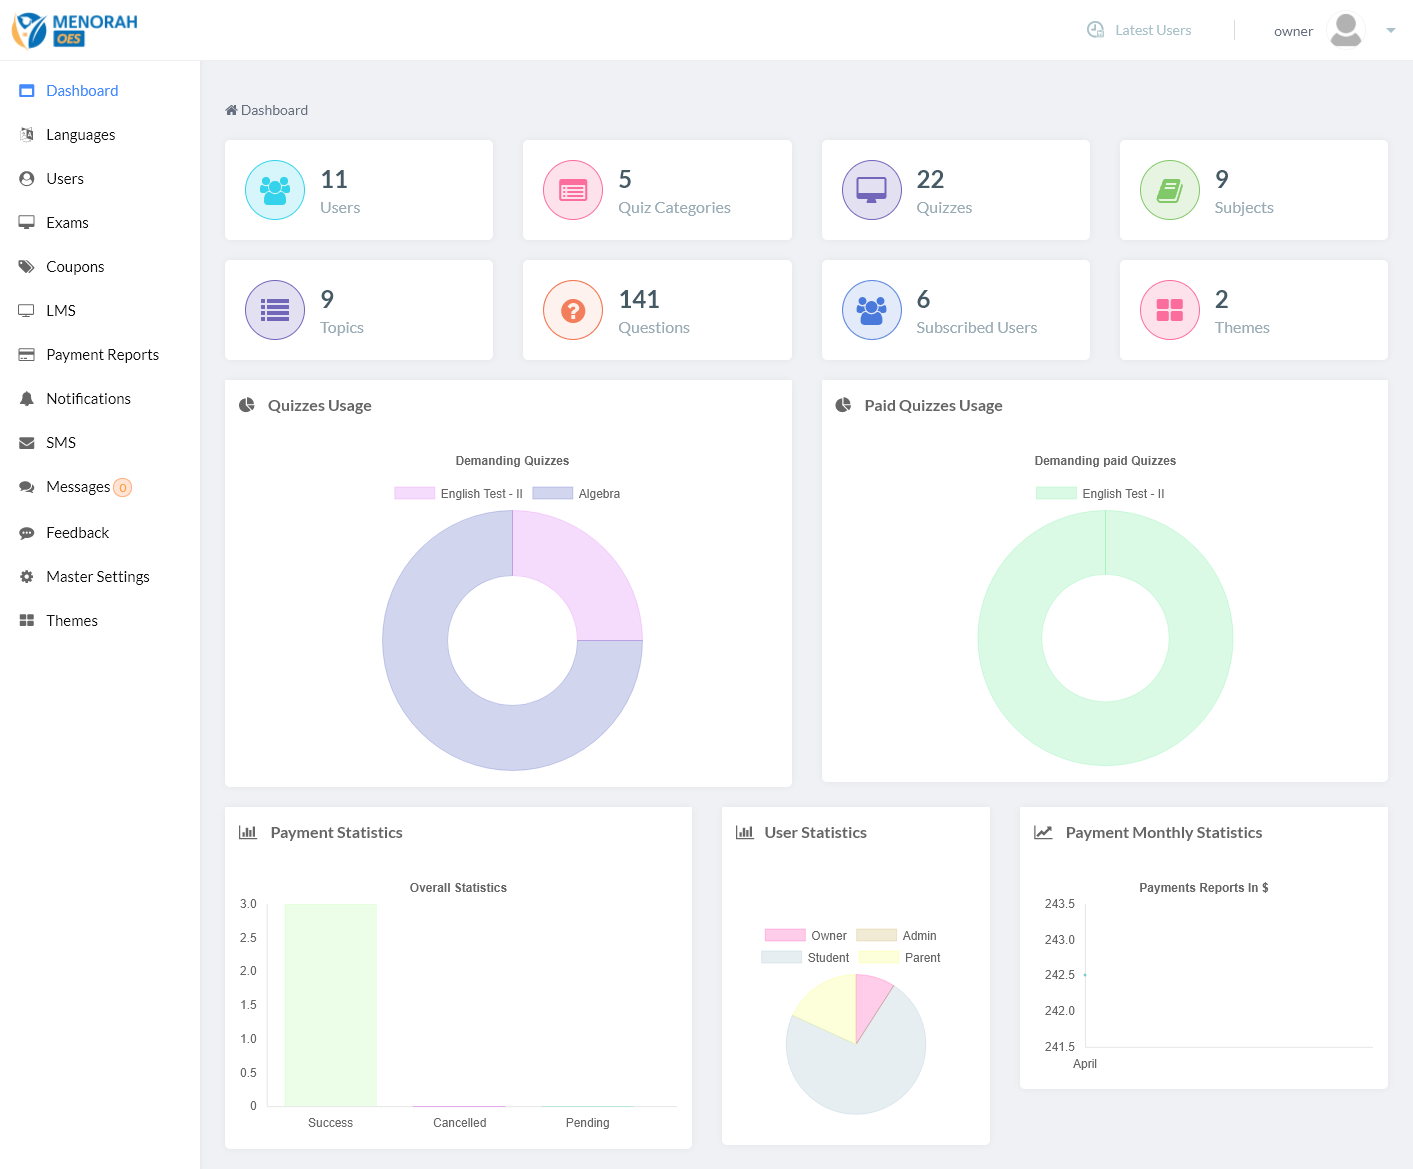 MENORAH
OES
Latest Users
owner
Dashboard
Languages
Users
Exams
Coupons
LMS
Payment Reports
Notifications
SMS
Messages 0
Feedback
Master Settings
Themes
Dashboard
11
Users
5
Quiz Categories
22
Quizzes
9
Subjects
9
Topics
141
Questions
6
Subscribed Users
2
Themes
Quizzes Usage
Demanding Quizzes
English Test - II Algebra
Paid Quizzes Usage
Demanding paid Quizzes
English Test - II
Payment Statistics
Overall Statistics
3.0
2.5
2.0
1.5
1.0
0.5
0
Success Cancelled Pending
User Statistics
Owner Admin
Student Parent
Payment Monthly Statistics
Payments Reports In $
243.5
243.0
242.5
242.0
241.5
April